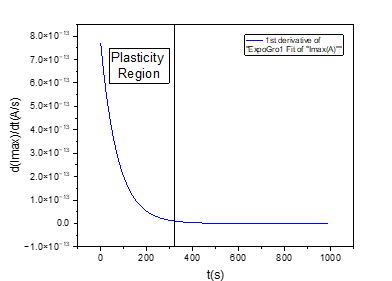 8.0×10⁻¹³
7.0×10⁻¹³
6.0×10⁻¹³
5.0×10⁻¹³
4.0×10⁻¹³
3.0×10⁻¹³
2.0×10⁻¹³
1.0×10⁻¹³
0.0
−1.0×10⁻¹³
d(Imax)/dt(A/s)
Plasticity
Region
1st derivative of
"ExpoGro1 Fit of "Imax(A)""
0 200 400 600 800 1000
t(s)